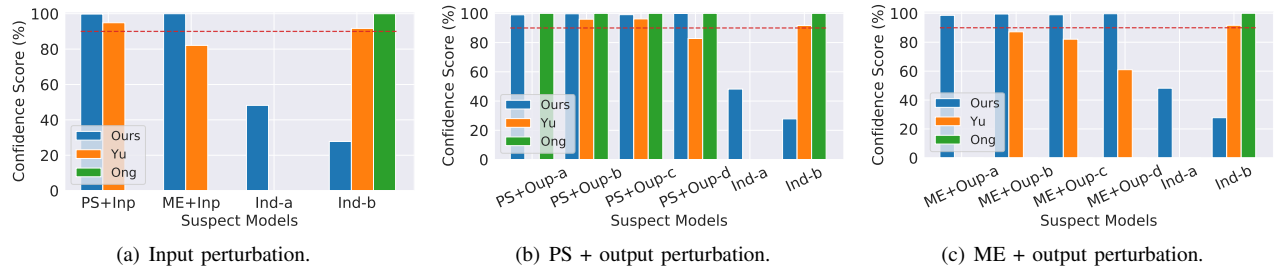 Confidence Score (%)
100
80
60
40
20
0
Ours
Yu
Ong
PS+Inp ME+Inp Ind-a Ind-b
Suspect Models
(a) Input perturbation.
Confidence Score (%)
100
80
60
40
20
0
Ours
Yu
Ong
PS+Oup-a PS+Oup-b PS+Oup-c PS+Oup-d Ind-a Ind-b
Suspect Models
(b) PS + output perturbation.
Confidence Score (%)
100
80
60
40
20
0
Ours
Yu
Ong
ME+Oup-a ME+Oup-b ME+Oup-c ME+Oup-d Ind-a Ind-b
Suspect Models
(c) ME + output perturbation.